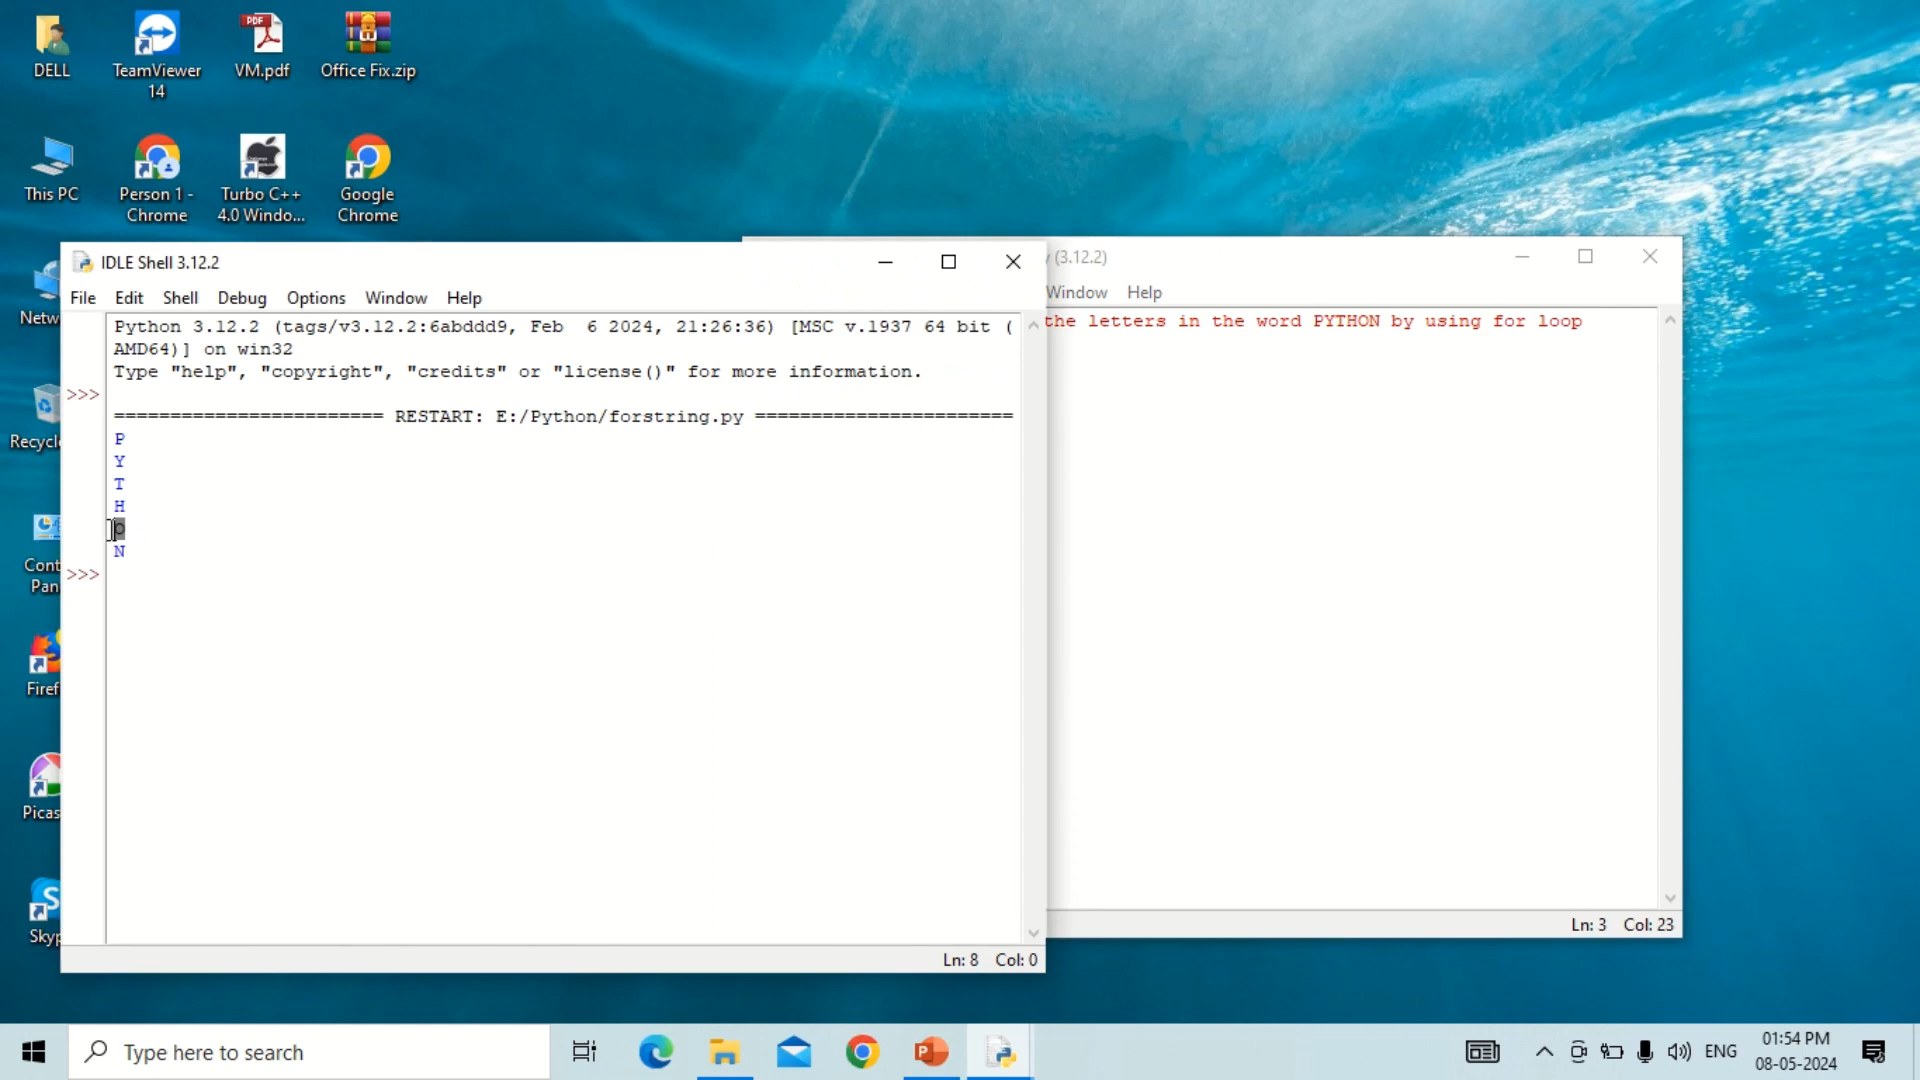 DELL
TeamViewer
14
VM.pdf
Office Fix.zip
This PC
Person 1 -
Chrome
Turbo C++
4.0 Windo...
Google
Chrome
Netw
Recycl
Cont
Pan
Firef
Picas
Skyp
IDLE Shell 3.12.2
File Edit Shell Debug Options Window Help
Python 3.12.2 (tags/v3.12.2:6abddd9, Feb  6 2024, 21:26:36) [MSC v.1937 64 bit (
AMD64)] on win32
Type "help", "copyright", "credits" or "license()" for more information.
>>>
======================== RESTART: E:/Python/forstring.py =======================
P
Y
T
H
O
N
>>>
Ln: 8 Col: 0
(3.12.2)
Window Help
the letters in the word PYTHON by using for loop
Ln: 3 Col: 23
Type here to search
ENG
01:54 PM
08-05-2024